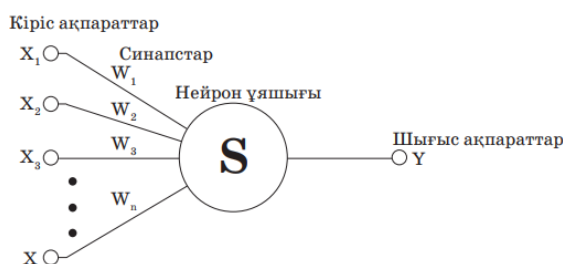 Кіріс ақпараттар
X₁
Синапстар
W₁
Нейрон ұяшығы
X₂
W₂
Шығыс ақпараттар
X₃
W₃
S
Y
Wₙ
X